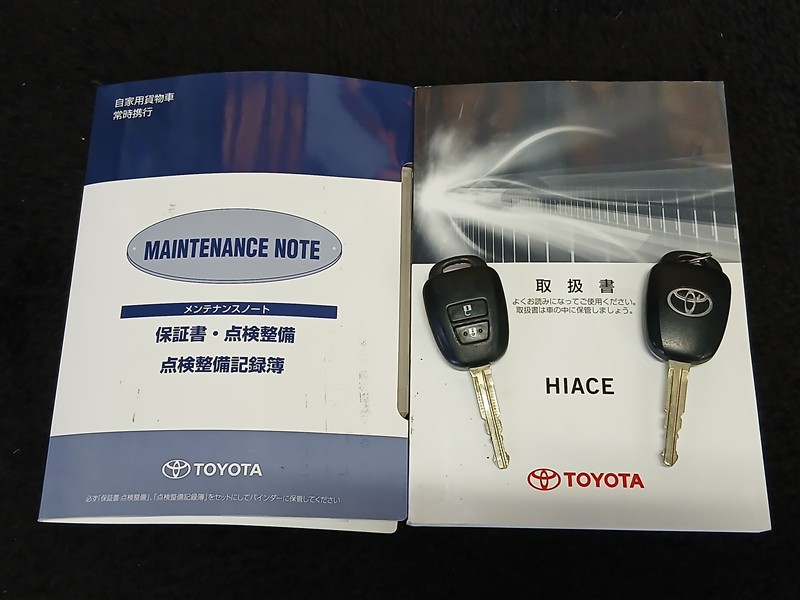 自家用貨物車
常時携行
MAINTENANCE NOTE
メンテナンスノート
保証書・点検整備
点検整備記録簿
TOYOTA
必ず「保証書・点検整備」、「点検整備記録簿」をセットにしてバインダーに保管してください
取扱書
よくお読みになってご使用ください。
取扱書は車の中に保管しましょう。
HIACE
TOYOTA